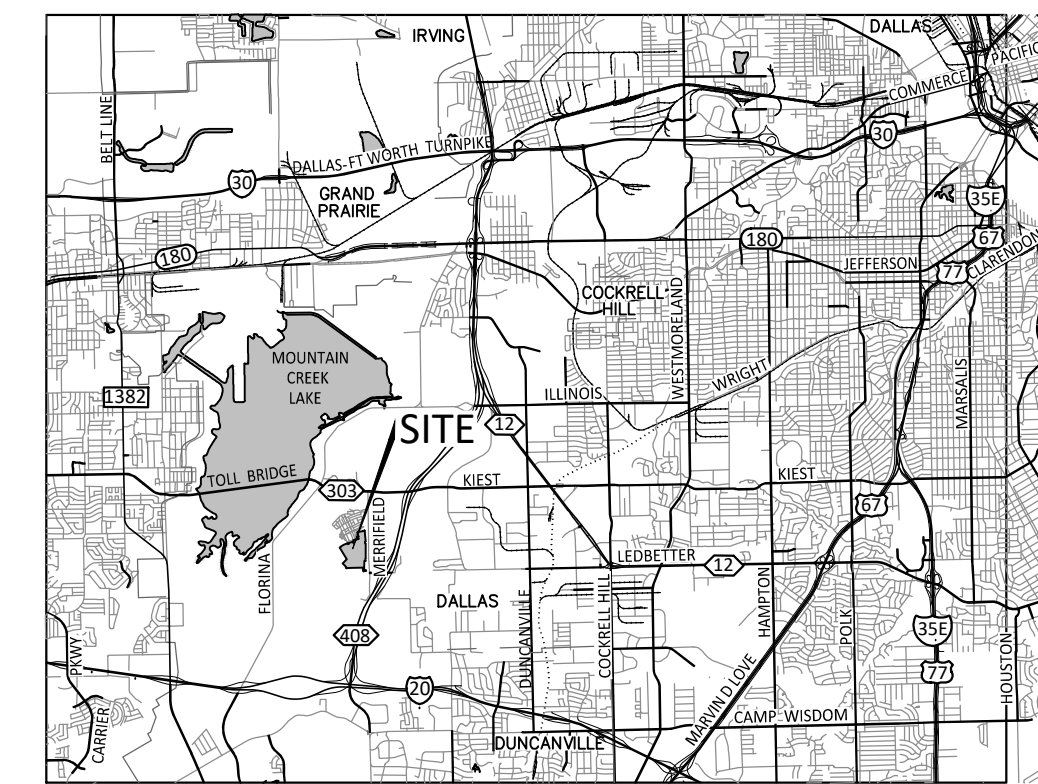 DALLAS
IRVING
PACIFIC
COMMERCE
BELT LINE
30
DALLAS-FT WORTH TURNPIKE
30
GRAND
PRAIRIE
35E
67
180
180
JEFFERSON
77
CLARENDON
COCKRELL
HILL
WESTMORELAND
MOUNTAIN
CREEK
LAKE
WRIGHT
MARSALIS
1382
ILLINOIS
SITE
12
TOLL BRIDGE
303
KIEST
KIEST
67
MERRIFIELD
FLORINA
LEDBETTER
12
DALLAS
DUNCANVILLE
COCKRELL HILL
HAMPTON
POLK
408
35E
PKWY
HOUSTON
77
20
MARVIN D LOVE
CARRIER
CAMP WISDOM
DUNCANVILLE